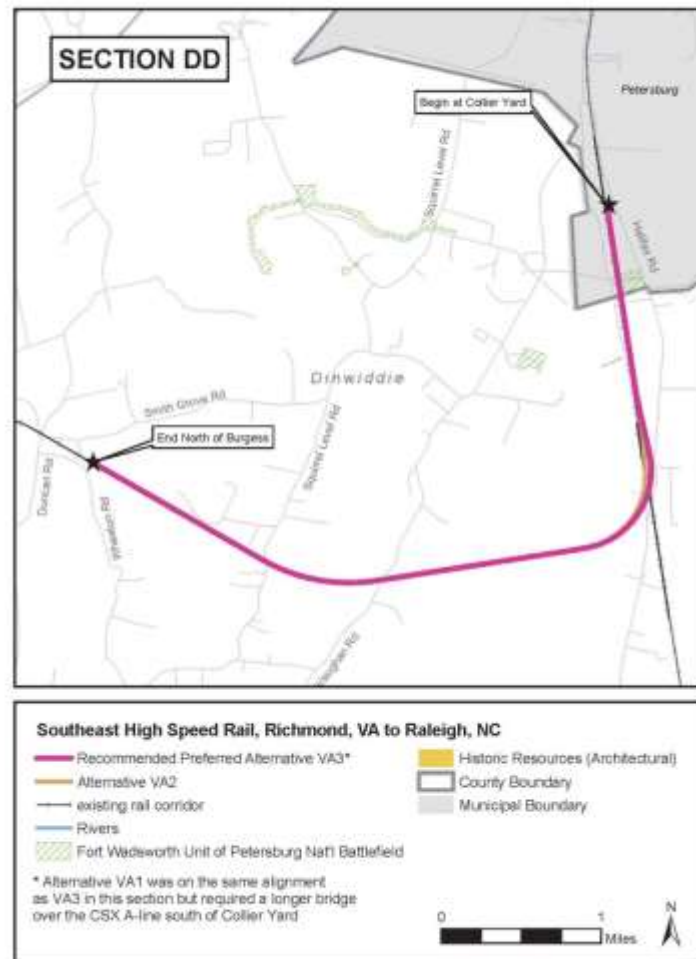 SECTION DD
Begin at Collier Yard
Petersburg
Squirrel Level Rd
Halifax Rd
Dinwiddie
Smith Grove Rd
End North of Burgess
Squirrel Level Rd
Duncan Rd
Wheaton Rd
Vaughan Rd
Southeast High Speed Rail, Richmond, VA to Raleigh, NC
Recommended Preferred Alternative VA3*
Alternative VA2
existing rail corridor
Rivers
Fort Wadsworth Unit of Petersburg Nat'l Battlefield
* Alternative VA1 was on the same alignment
as VA3 in this section but required a longer bridge
over the CSX A-line south of Collier Yard
Historic Resources (Architectural)
County Boundary
Municipal Boundary
0 1
Miles
N